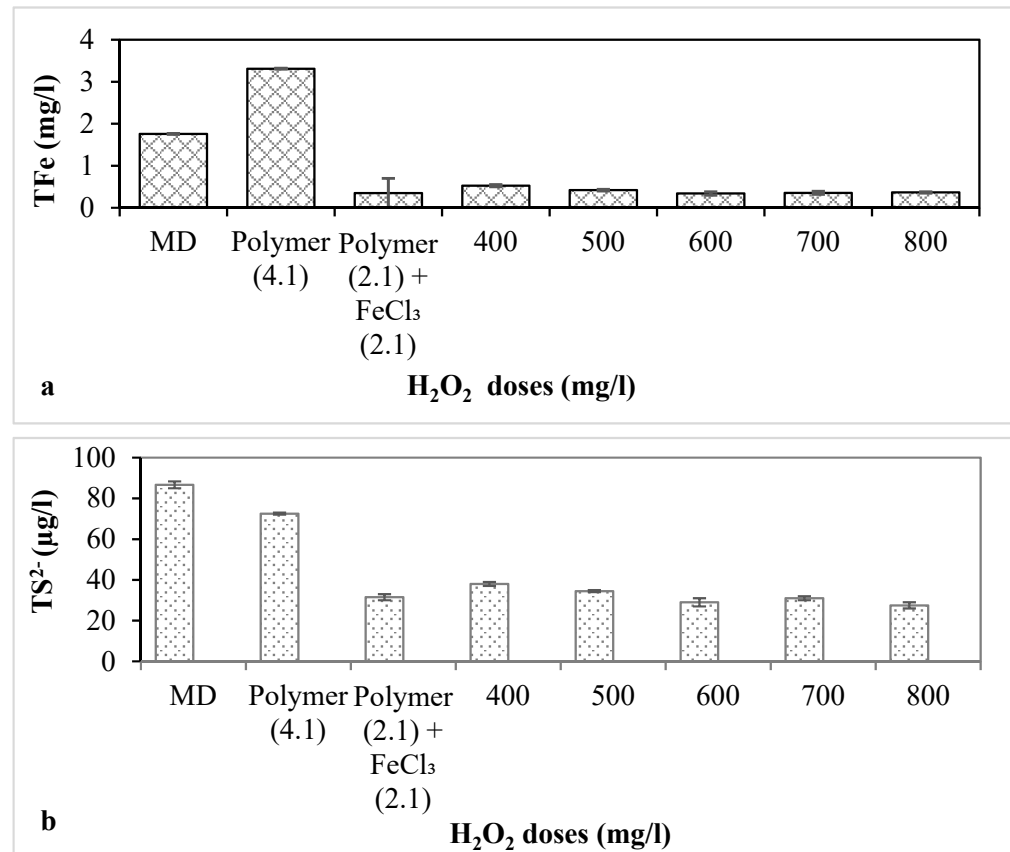 4
3
2
1
0
TFe (mg/l)
MD Polymer Polymer 400 500 600 700 800
(4.1) (2.1) +
FeCl₃
(2.1)
a H₂O₂ doses (mg/l)
100
80
60
40
20
0
TS²⁻ (µg/l)
MD Polymer Polymer 400 500 600 700 800
(4.1) (2.1) +
FeCl₃
(2.1)
b H₂O₂ doses (mg/l)